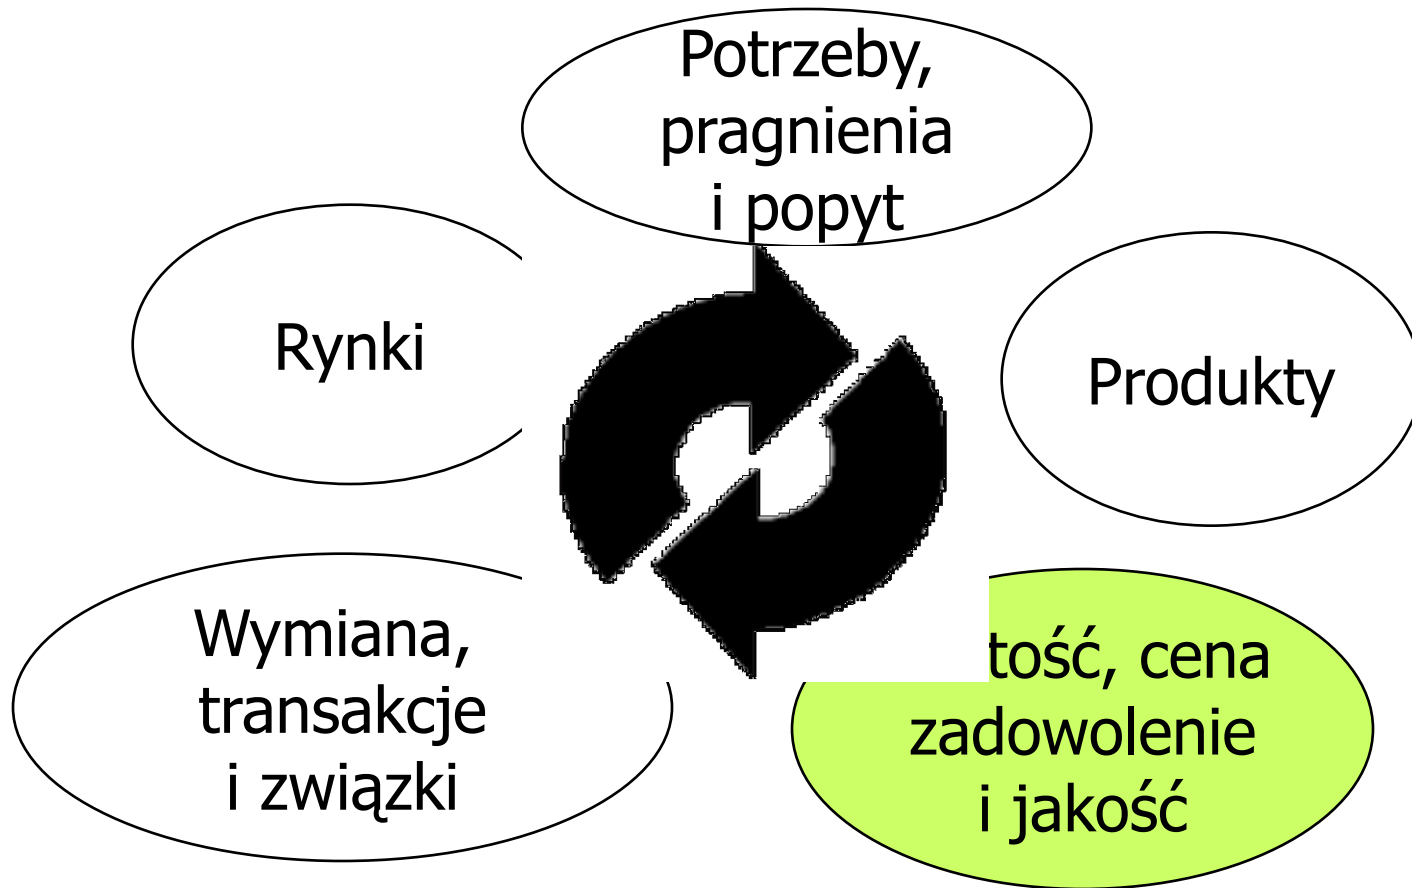 Potrzeby,
pragnienia
i popyt
Rynki
Produkty
Wymiana,
transakcje
i związki
tość, cena
zadowolenie
i jakość